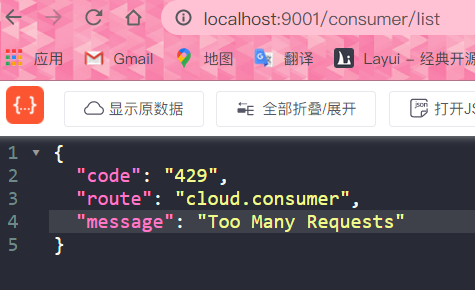 localhost:9001/consumer/list
应用 Gmail 地图 翻译 Layui - 经典开源
{...} 显示原数据 全部折叠/展开 json 打开JS
1 {
2 "code": "429",
3 "route": "cloud.consumer",
4 "message": "Too Many Requests"
5 }